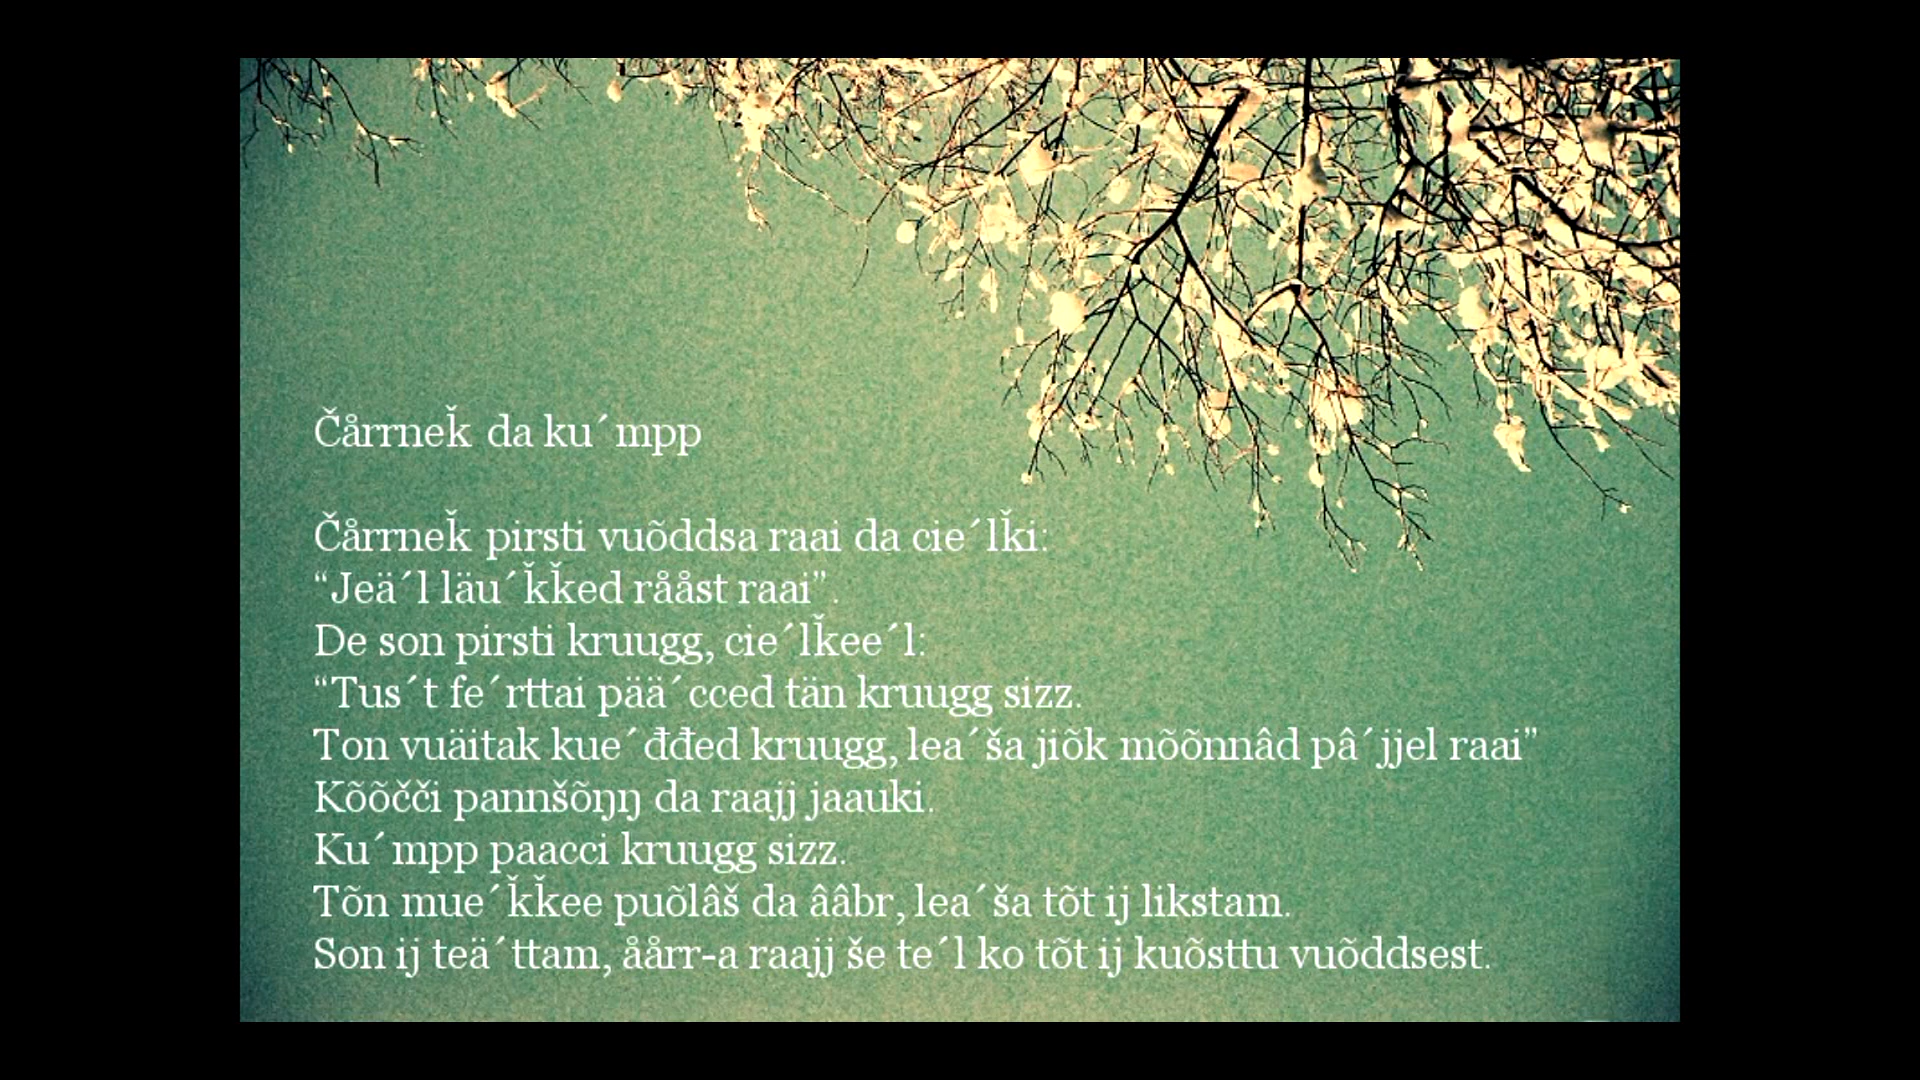 Čårrneǩ da ku´mpp
Čårrneǩ pirsti vuõddsa raai da cie´lǩi:
“Jeä´l läu´ǩǩed rååst raai”.
De son pirsti kruugg, cie´lǩee´l:
“Tus´t fe´rttai pää´cced tän kruugg sizz.
Ton vuäitak kue´đđed kruugg, lea´ša jiõk mõõnnâd pâ´jjel raai”
Kõõčči pannšõŋŋ da raajj jaauki.
Ku´mpp paacci kruugg sizz.
Tõn mue´ǩǩee puõlâš da ââbr, lea´ša tõt ij likstam.
Son ij teä´ttam, åårr-a raajj še te´l ko tõt ij kuõsttu vuõddsest.